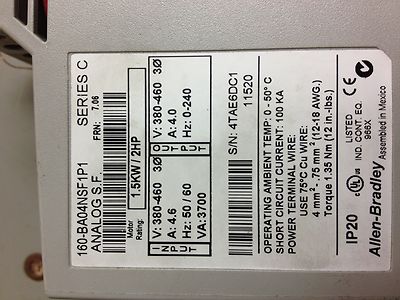 160-BA04NSF1P1 SERIES C
ANALOG S.F. FRN: 7.06
Motor Rating: 1.5KW / 2HP
INPUT
V: 380-460 3Ø
A: 4.6
Hz: 50 / 60
VA: 3700
OUTPUT
V: 380-460 3Ø
A: 4.0
Hz: 0-240
S/N: 4TAE6DC1
11520
OPERATING AMBIENT TEMP: 0 - 50° C
SHORT CIRCUIT CURRENT: 100 KA
POWER TERMINAL WIRE:
USE 75°C Cu WIRE:
4 mm² - .75 mm² (12-18 AWG.)
Torque 1.35 Nm (12 in.-lbs.)
IP20
C UL US
LISTED
IND. CONT. EQ.
966X
CE
Allen-Bradley Assembled in Mexico